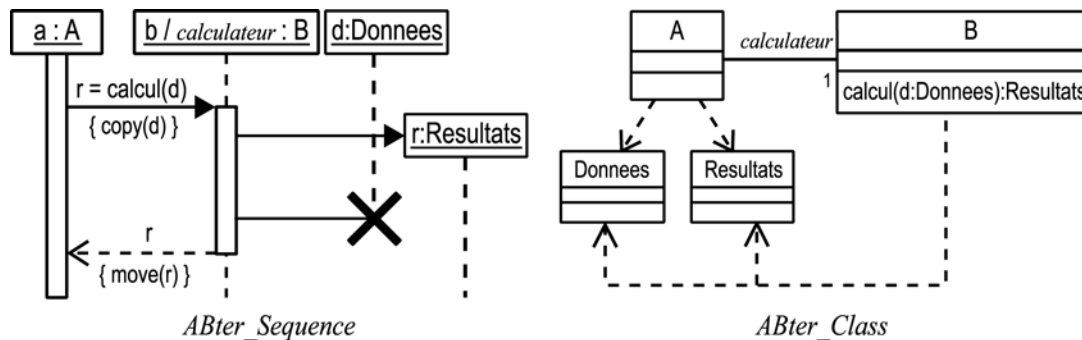 a : A
b / calculateur : B
d:Donnees
r = calcul(d)
{ copy(d) }
r:Resultats
r
{ move(r) }
ABter_Sequence
A
calculateur
1
B
calcul(d:Donnees):Resultats
Donnees
Resultats
ABter_Class